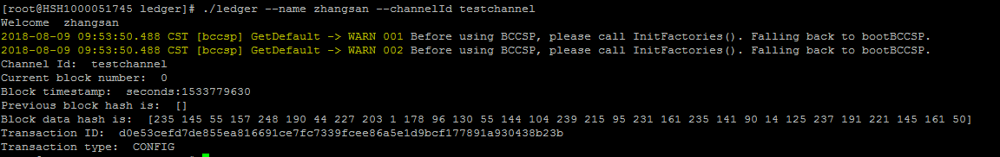 [root@HSH1000051745 ledger]# ./ledger --name zhangsan --channelId testchannel
Welcome  zhangsan
2018-08-09 09:53:50.488 CST [bccsp] GetDefault -> WARN 001 Before using BCCSP, please call InitFactories(). Falling back to bootBCCSP.
2018-08-09 09:53:50.488 CST [bccsp] GetDefault -> WARN 002 Before using BCCSP, please call InitFactories(). Falling back to bootBCCSP.
Channel Id:  testchannel
Current block number:  0
Block timestamp:  seconds:1533779630
Previous block hash is:  []
Block data hash is:  [235 145 55 157 248 190 44 227 203 1 178 96 130 55 144 104 239 215 95 231 161 235 141 90 14 125 237 191 221 145 161 50]
Transaction ID:  d0e53cefd7de855ea816691ce7fc7339fcee86a5e1d9bcf177891a930438b23b
Transaction type:  CONFIG